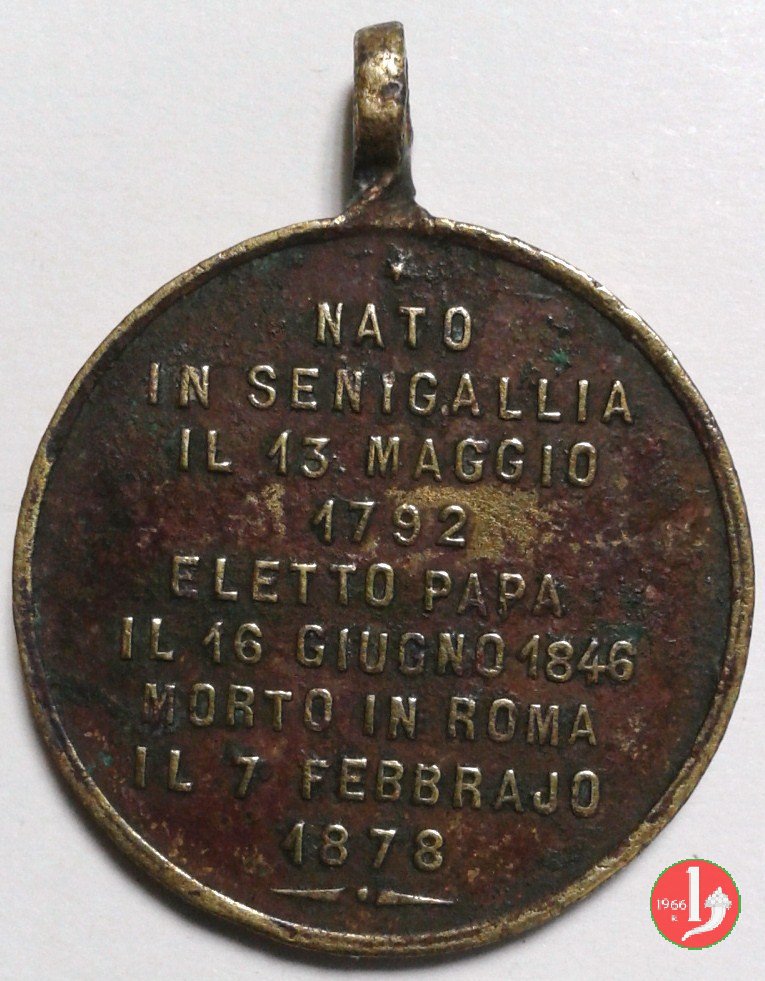 NATO
IN SENIGALLIA
IL 13 MAGGIO
1792
ELETTO PAPA
IL 16 GIUGNO 1846
MORTO IN ROMA
IL 7 FEBBRAJO
1878
1966
R